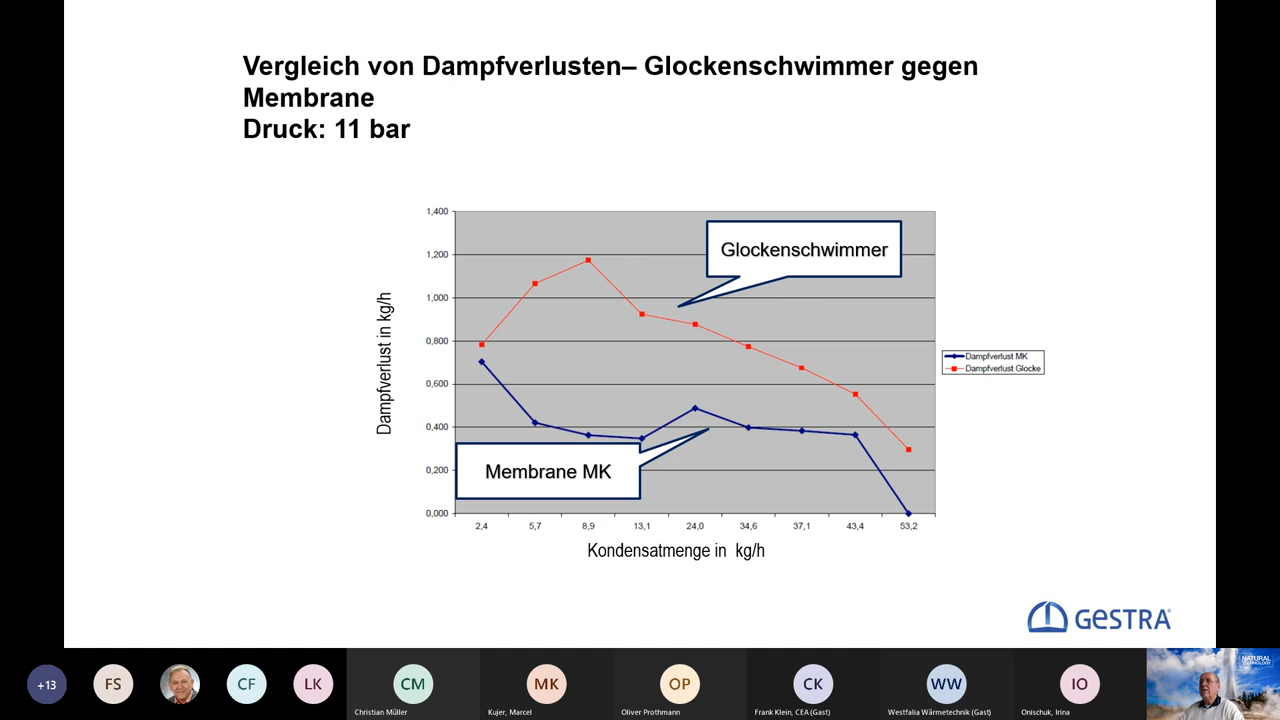 Vergleich von Dampfverlusten– Glockenschwimmer gegen
Membrane
Druck: 11 bar
Dampfverlust in kg/h
1,400
1,200
1,000
0,800
0,600
0,400
0,200
0,000
Glockenschwimmer
Membrane MK
Dampfverlust MK
Dampfverlust Glocke
2,4 5,7 8,9 13,1 24,0 34,6 37,1 43,4 53,2
Kondensatmenge in kg/h
GESTRA
+13 FS CF LK CM MK OP CK WW IO
NATURAL
TECHNOLOGY
Christian Müller Kujer, Marcel Oliver Prothmann Frank Klein, CEA (Gast) Westfalia Wärmetechnik (Gast) Onischuk, Irina